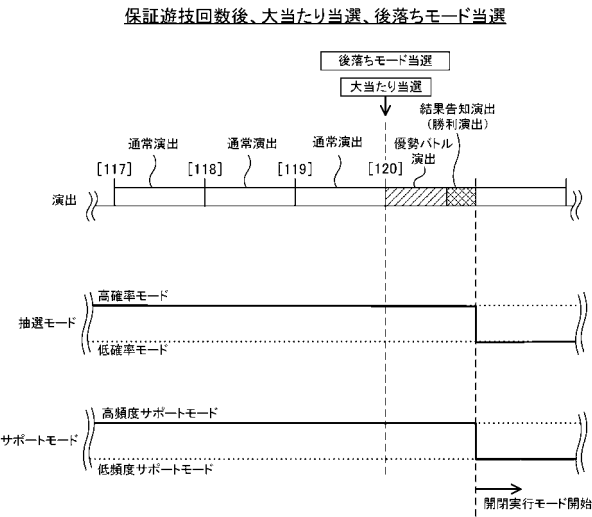 保証遊技回数後、大当たり当選、後落ちモード当選
後落ちモード当選
大当たり当選
結果告知演出
(勝利演出)
通常演出
通常演出
通常演出
優勢バトル
演出
[117]
[118]
[119]
[120]
演出
高確率モード
抽選モード
低確率モード
高頻度サポートモード
サポートモード
低頻度サポートモード
開閉実行モード開始